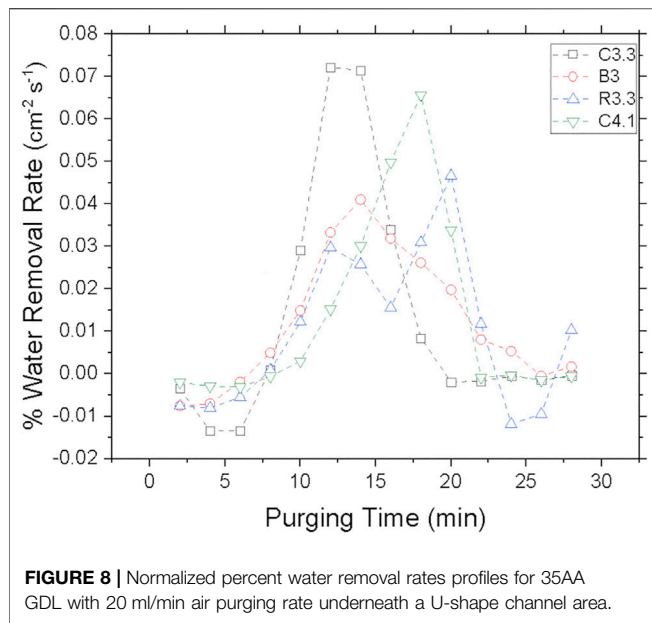 0.08
0.07
0.06
0.05
0.04
0.03
0.02
0.01
0.00
-0.01
-0.02
% Water Removal Rate (cm⁻² s⁻¹)
C3.3
B3
R3.3
C4.1
0 5 10 15 20 25 30
Purging Time (min)
FIGURE 8 | Normalized percent water removal rates profiles for 35AA
GDL with 20 ml/min air purging rate underneath a U-shape channel area.